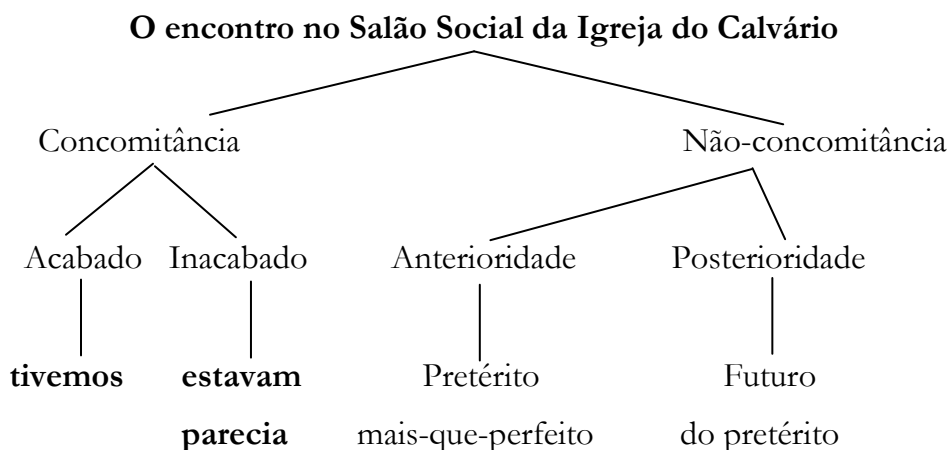 O encontro no Salão Social da Igreja do Calvário
Concomitância Não-concomitância
Acabado Inacabado Anterioridade Posterioridade
tivemos estavam Pretérito Futuro
parecia mais-que-perfeito do pretérito